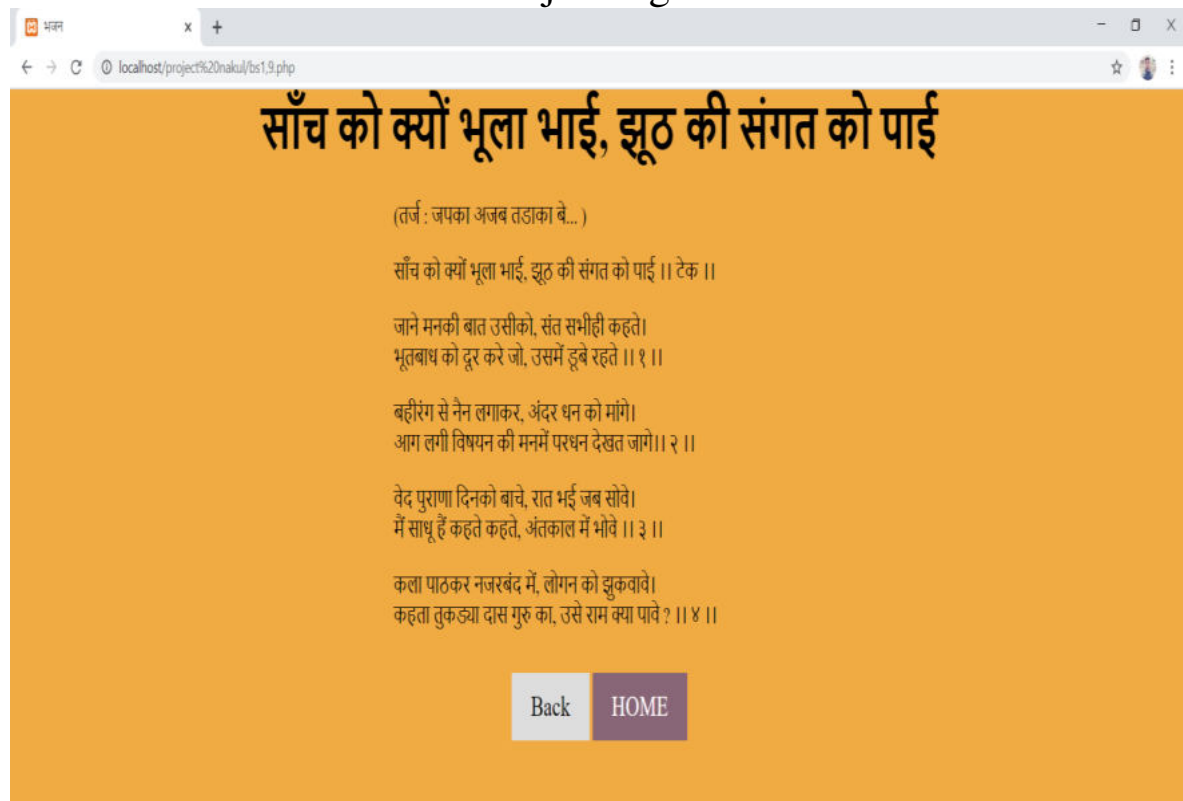 भजन
localhost/project%20nakul/bs1,9.php
साँच को क्यों भूला भाई, झूठ की संगत को पाई
(तर्ज : जपका अजब तडाका बे... )
साँच को क्यों भूला भाई, झूठ की संगत को पाई ।। टेक ।।
जाने मनकी बात उसीको, संत सभीही कहते।
भूतबाध को दूर करे जो, उसमें डूबे रहते ।। १ ।।
बहीरंग से नैन लगाकर, अंदर धन को मांगे।
आग लगी विषयन की मनमें परधन देखत जागे।। २ ।।
वेद पुराणा दिनको बाचे, रात भई जब सोवे।
मैं साधू हैं कहते कहते, अंतकाल में भोवे ।। ३ ।।
कला पाठकर नजरबंद में, लोगन को झुकवावे।
कहता तुकड्या दास गुरु का, उसे राम क्या पावे ? ।। ४ ।।
Back HOME